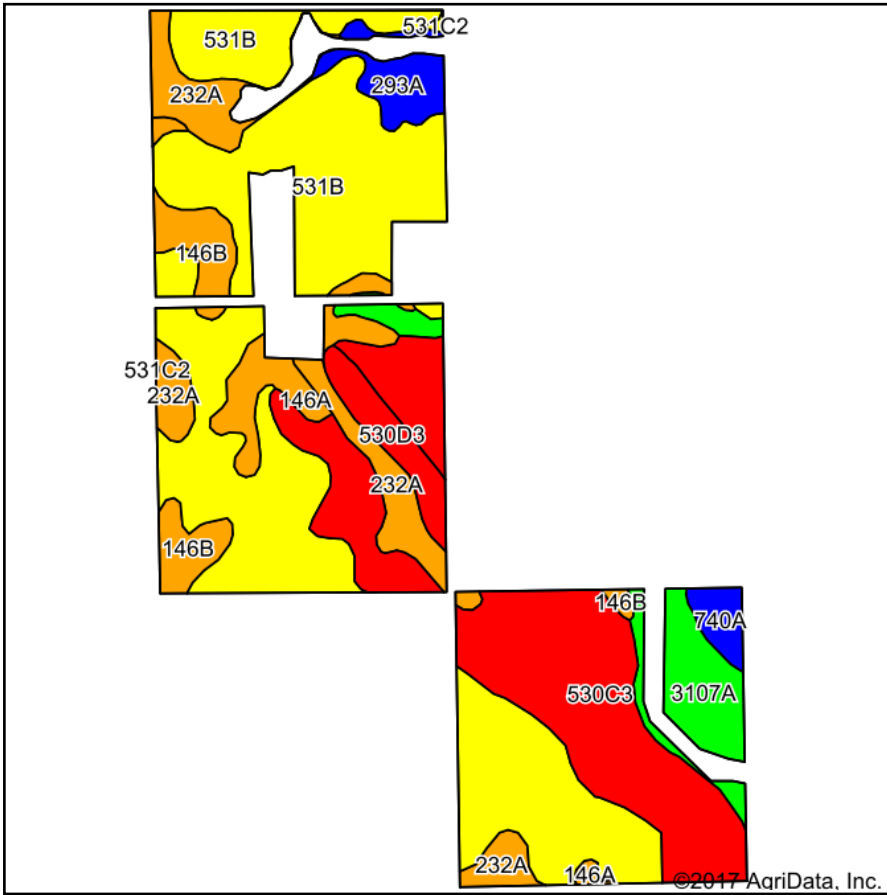 531B
531C2
232A
293A
531B
146B
531C2
232A
146A
530D3
232A
146B
146B
740A
530C3
3107A
232A
146A
©2017 AgriData, Inc.